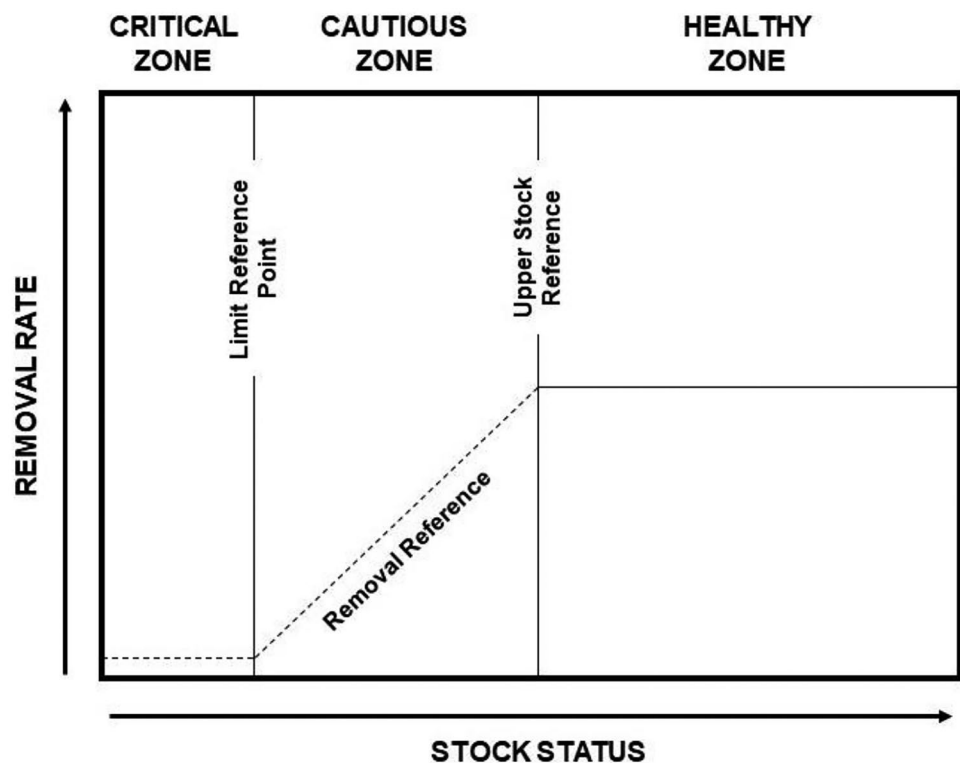 CRITICAL
ZONE
CAUTIOUS
ZONE
HEALTHY
ZONE
REMOVAL RATE
Limit Reference
Point
Upper Stock
Reference
Removal Reference
STOCK STATUS